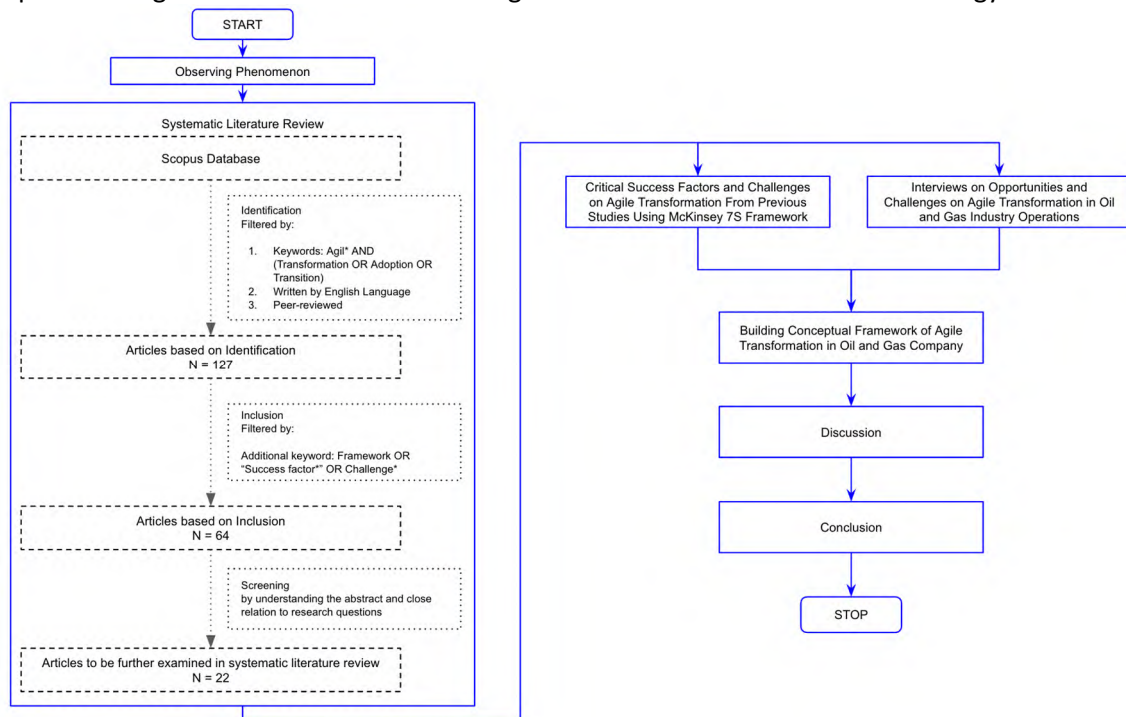 START
Observing Phenomenon
Systematic Literature Review
Scopus Database
Identification
Filtered by:
1. Keywords: Agil* AND
(Transformation OR Adoption OR
Transition)
2. Written by English Language
3. Peer-reviewed
Articles based on Identification
N = 127
Inclusion
Filtered by:
Additional keyword: Framework OR
“Success factor*” OR Challenge*
Articles based on Inclusion
N = 64
Screening
by understanding the abstract and close
relation to research questions
Articles to be further examined in systematic literature review
N = 22
Critical Success Factors and Challenges
on Agile Transformation From Previous
Studies Using McKinsey 7S Framework
Interviews on Opportunities and
Challenges on Agile Transformation in Oil
and Gas Industry Operations
Building Conceptual Framework of Agile
Transformation in Oil and Gas Company
Discussion
Conclusion
STOP